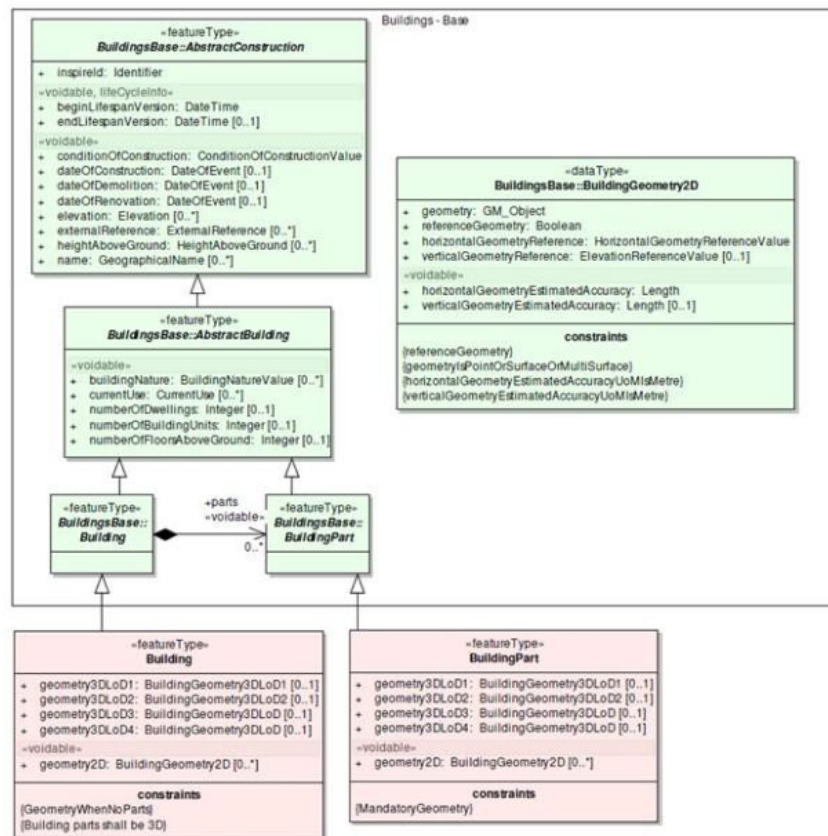 Buildings - Base
«featureType»
BuildingsBase::AbstractConstruction
+ inspireId: Identifier
«voidable, lifeCycleInfo»
+ beginLifespanVersion: DateTime
+ endLifespanVersion: DateTime [0..1]
«voidable»
+ conditionOfConstruction: ConditionOfConstructionValue
+ dateOfConstruction: DateOfEvent [0..1]
+ dateOfDemolition: DateOfEvent [0..1]
+ dateOfRenovation: DateOfEvent [0..1]
+ elevation: Elevation [0..*]
+ externalReference: ExternalReference [0..*]
+ heightAboveGround: HeightAboveGround [0..*]
+ name: GeographicalName [0..*]
«dataType»
BuildingsBase::BuildingGeometry2D
+ geometry: GM_Object
+ referenceGeometry: Boolean
+ horizontalGeometryReference: HorizontalGeometryReferenceValue
+ verticalGeometryReference: ElevationReferenceValue [0..1]
«voidable»
+ horizontalGeometryEstimatedAccuracy: Length
+ verticalGeometryEstimatedAccuracy: Length [0..1]
constraints
{referenceGeometry}
{geometryIsPointOrSurfaceOrMultiSurface}
{horizontalGeometryEstimatedAccuracyUoMIsMetre}
{verticalGeometryEstimatedAccuracyUoMIsMetre}
«featureType»
BuildingsBase::AbstractBuilding
«voidable»
+ buildingNature: BuildingNatureValue [0..*]
+ currentUse: CurrentUse [0..*]
+ numberOfDwellings: Integer [0..1]
+ numberOfBuildingUnits: Integer [0..1]
+ numberOfFloorsAboveGround: Integer [0..1]
«featureType»
BuildingsBase::
Building
+parts
«voidable»
0..*
«featureType»
BuildingsBase::
BuildingPart
«featureType»
Building
+ geometry3DLoD1: BuildingGeometry3DLoD1 [0..1]
+ geometry3DLoD2: BuildingGeometry3DLoD2 [0..1]
+ geometry3DLoD3: BuildingGeometry3DLoD [0..1]
+ geometry3DLoD4: BuildingGeometry3DLoD [0..1]
«voidable»
+ geometry2D: BuildingGeometry2D [0..*]
constraints
{GeometryWhenNoParts}
{Building parts shall be 3D}
«featureType»
BuildingPart
+ geometry3DLoD1: BuildingGeometry3DLoD1 [0..1]
+ geometry3DLoD2: BuildingGeometry3DLoD2 [0..1]
+ geometry3DLoD3: BuildingGeometry3DLoD [0..1]
+ geometry3DLoD4: BuildingGeometry3DLoD [0..1]
«voidable»
+ geometry2D: BuildingGeometry2D [0..*]
constraints
{MandatoryGeometry}